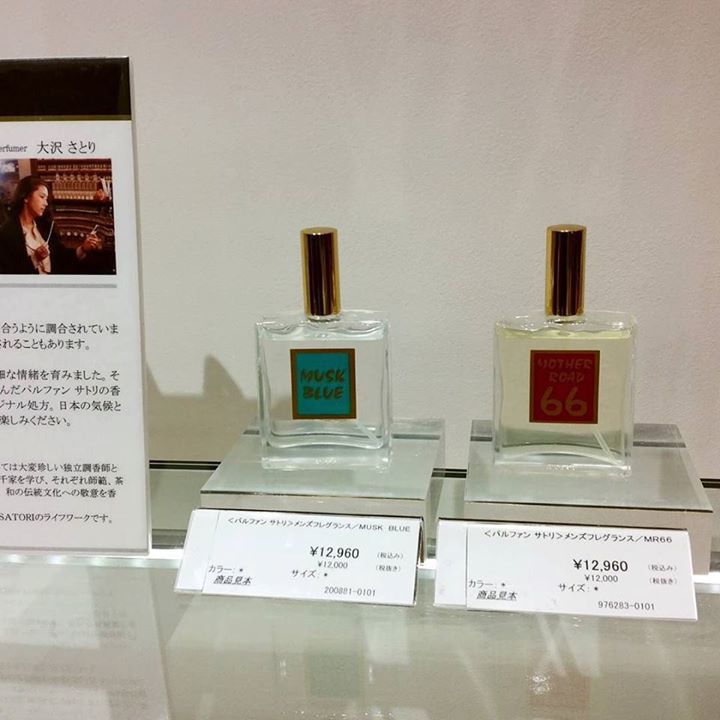 erfumer 大沢 さとり
合うように調合されていま
されることもあります。
細な情緒を育みました。そ
んだパルファン サトリの香
ジナル処方。日本の気候と
楽しみください。
ては大変珍しい独立調香師と
千家を学び、それぞれ師範、茶
和の伝統文化への敬意を香
SATORIのライフワークです。
MUSK
BLUE
MOTHER
ROAD
66
<パルファン サトリ>メンズフレグランス/MUSK BLUE
¥12,960 (税込み)
¥12,000 (税抜き)
カラー: * サイズ: *
商品見本
200881-0101
<パルファン サトリ>メンズフレグランス/MR66
¥12,960 (税込み)
¥12,000 (税抜き)
カラー: * サイズ: *
商品見本
976283-0101